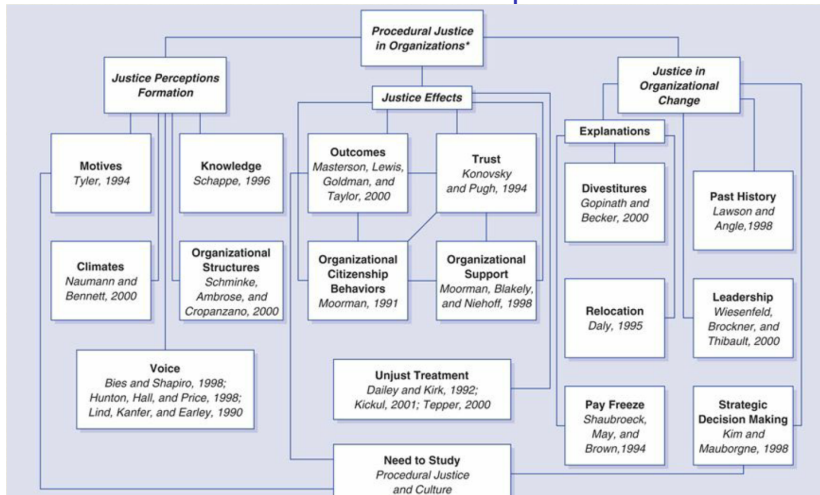 Procedural Justice
in Organizations*
Justice Perceptions
Formation
Justice Effects
Justice in
Organizational
Change
Explanations
Motives
Tyler, 1994
Knowledge
Schappe, 1996
Outcomes
Masterson, Lewis,
Goldman, and
Taylor, 2000
Trust
Konovsky
and Pugh, 1994
Divestitures
Gopinath and
Becker, 2000
Past History
Lawson and
Angle,1998
Climates
Naumann and
Bennett, 2000
Organizational
Structures
Schminke,
Ambrose, and
Cropanzano, 2000
Organizational
Citizenship
Behaviors
Moorman, 1991
Organizational
Support
Moorman, Blakely,
and Niehoff, 1998
Relocation
Daly, 1995
Leadership
Wiesenfeld,
Brockner, and
Thibault, 2000
Voice
Bies and Shapiro, 1998;
Hunton, Hall, and Price, 1998;
Lind, Kanfer, and Earley, 1990
Unjust Treatment
Dailey and Kirk, 1992;
Kickul, 2001; Tepper, 2000
Pay Freeze
Shaubroeck,
May, and
Brown,1994
Strategic
Decision Making
Kim and
Mauborgne, 1998
Need to Study
Procedural Justice
and Culture